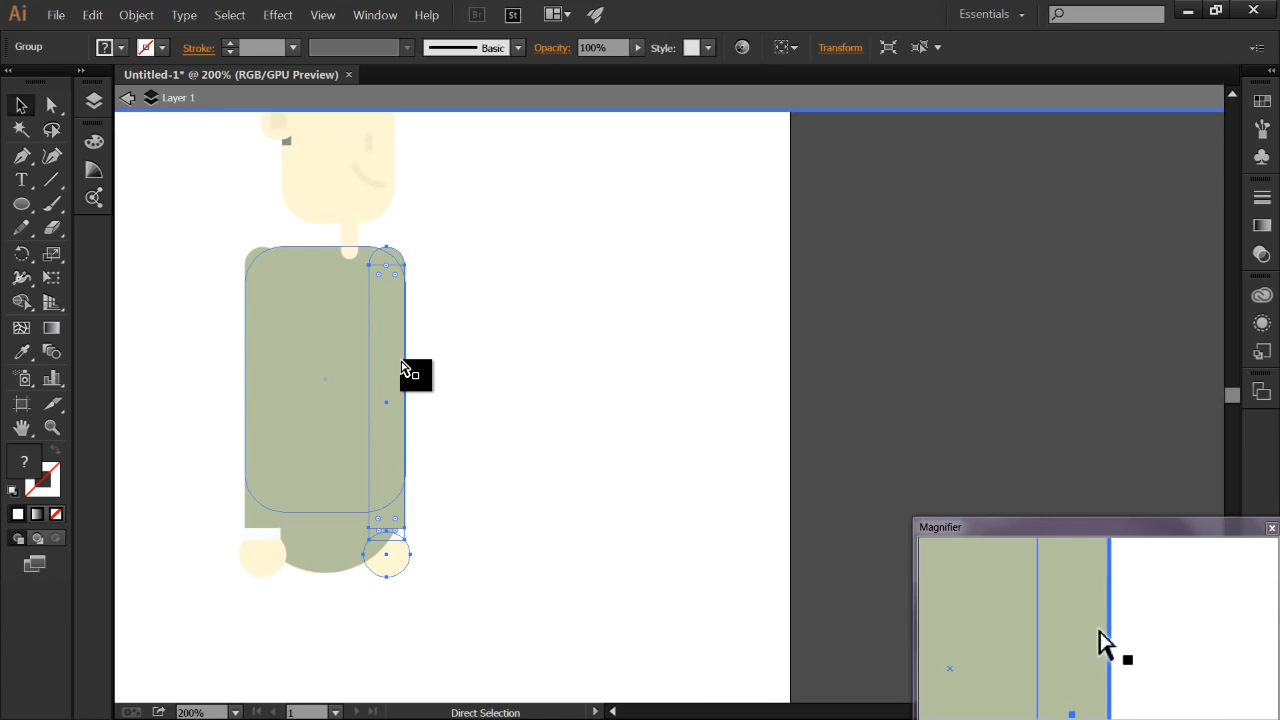 Ai File Edit Object Type Select Effect View Window Help Br St Essentials
Group ? Stroke: Basic Opacity: 100% Style: Transform
Untitled-1* @ 200% (RGB/GPU Preview) ×
Layer 1
?
Magnifier
200% 1 Direct Selection